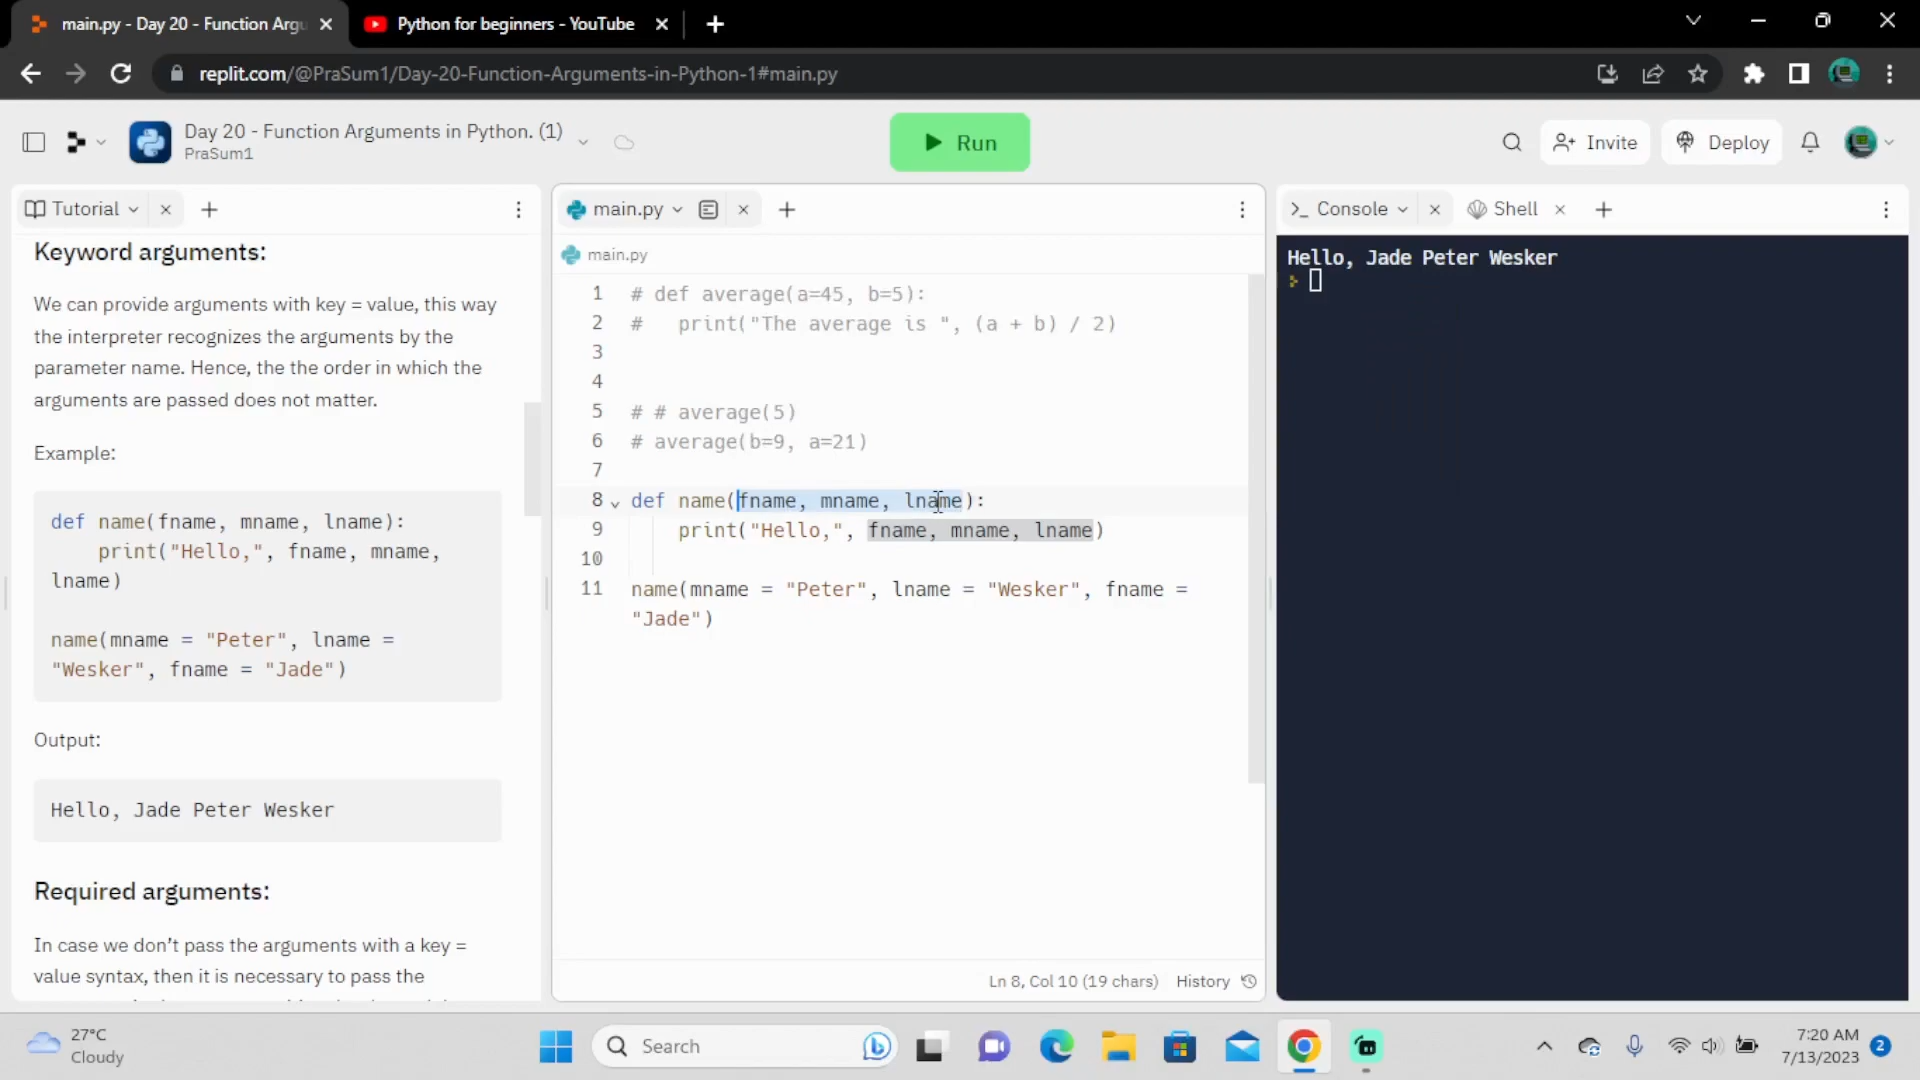 main.py - Day 20 - Function Argu
Python for beginners - YouTube
replit.com/@PraSum1/Day-20-Function-Arguments-in-Python-1#main.py
Day 20 - Function Arguments in Python. (1)
PraSum1
Run
Invite
Deploy
Tutorial
Keyword arguments:
We can provide arguments with key = value, this way
the interpreter recognizes the arguments by the
parameter name. Hence, the the order in which the
arguments are passed does not matter.
Example:
def name(fname, mname, lname):
print("Hello,", fname, mname,
lname)
name(mname = "Peter", lname =
"Wesker", fname = "Jade")
Output:
Hello, Jade Peter Wesker
Required arguments:
In case we don't pass the arguments with a key =
value syntax, then it is necessary to pass the
main.py
main.py
1 # def average(a=45, b=5):
2 # print("The average is ", (a + b) / 2)
3
4
5 # # average(5)
6 # average(b=9, a=21)
7
8 def name(fname, mname, lname):
9 print("Hello,", fname, mname, lname)
10
11 name(mname = "Peter", lname = "Wesker", fname =
"Jade")
Ln 8, Col 10 (19 chars) History
Console
Shell
Hello, Jade Peter Wesker
27°C
Cloudy
Search
7:20 AM
7/13/2023
2